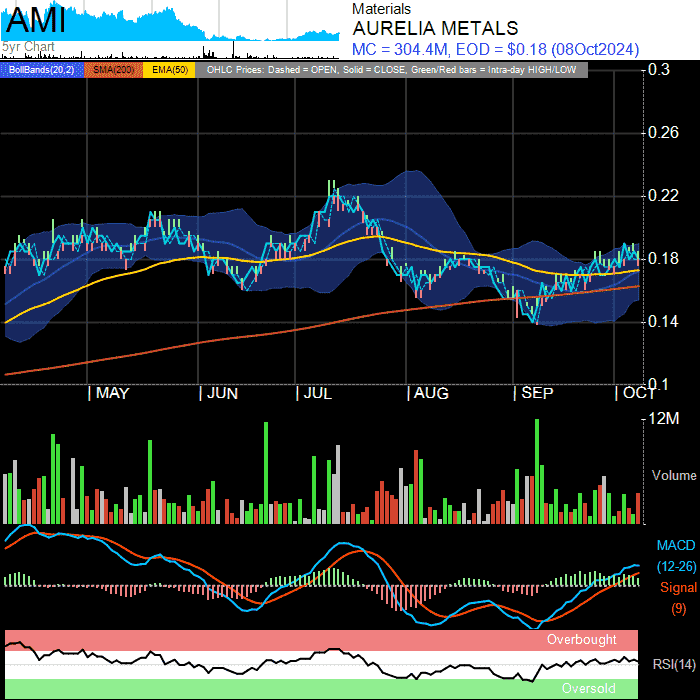 AMI
5yr Chart
Materials
AURELIA METALS
MC = 304.4M, EOD = $0.18 (08Oct2024)
BollBands(20,2) SMA(200) EMA(50) OHLC Prices: Dashed = OPEN, Solid = CLOSE, Green/Red bars = Intra-day HIGH/LOW
0.3
0.26
0.22
0.18
0.14
0.1
| MAY | JUN | JUL | AUG | SEP | OCT
12M
Volume
MACD
(12-26)
Signal
(9)
Overbought
RSI(14)
Oversold